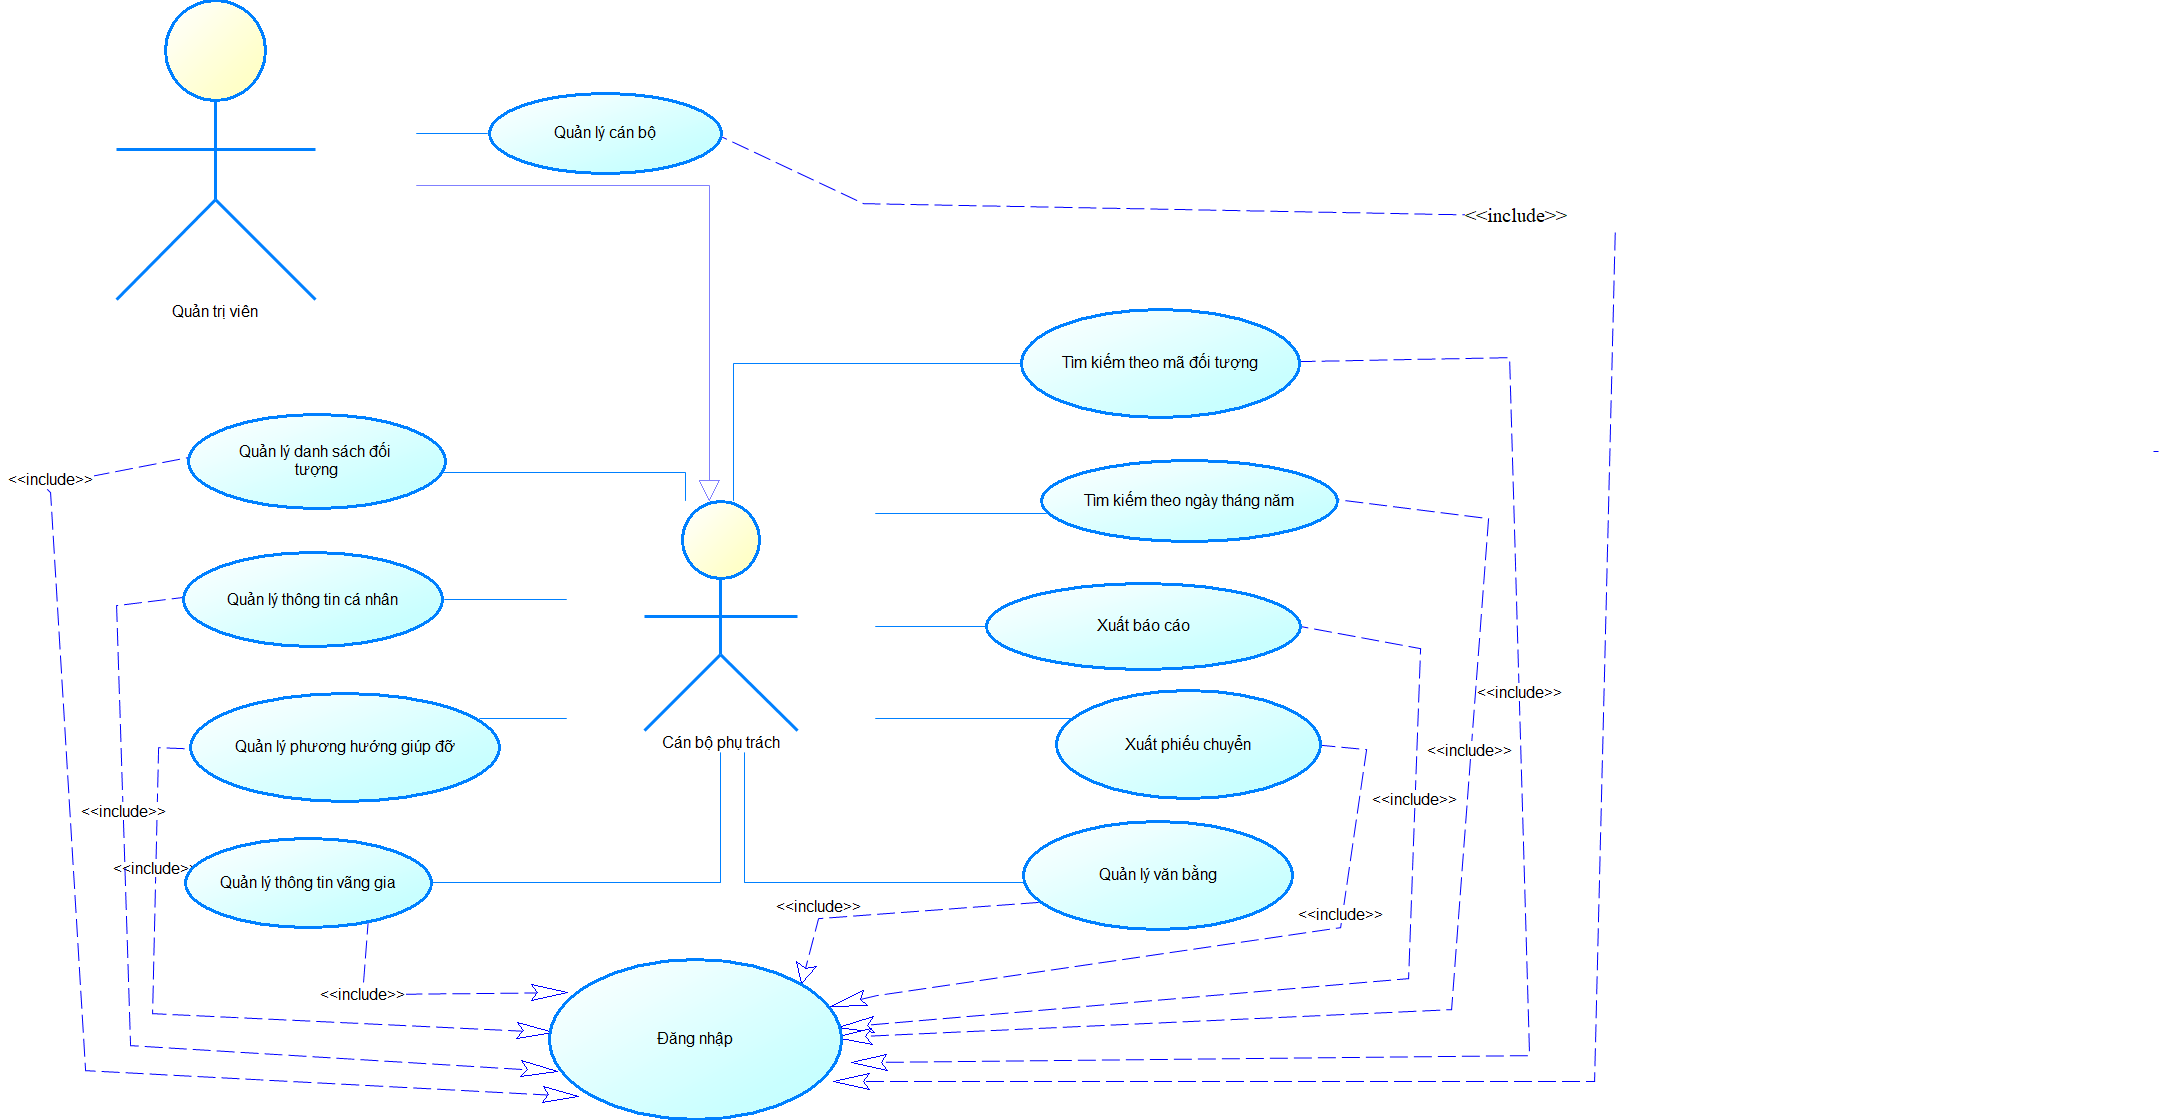 Quản lý cán bộ
<<include>>
Quản trị viên
Tìm kiếm theo mã đối tượng
Quản lý danh sách đối
tượng
<<include>>
Tìm kiếm theo ngày tháng năm
Quản lý thông tin cá nhân
Xuất báo cáo
<<include>>
Cán bộ phụ trách
Quản lý phương hướng giúp đỡ
Xuất phiếu chuyển
<<include>>
<<include>>
<<include>>
<<include>
Quản lý thông tin vãng gia
Quản lý văn bằng
<<include>>
<<include>>
<<include>>
Đăng nhập